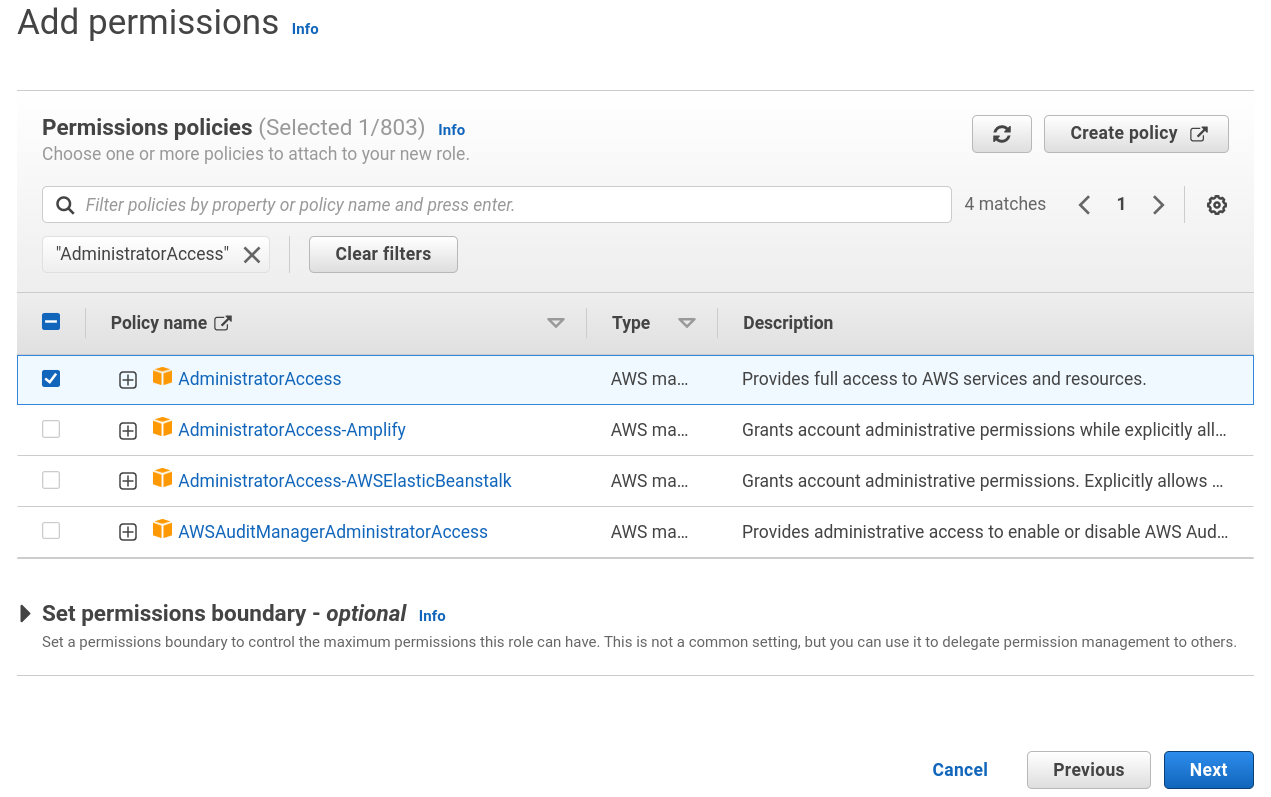 Add permissions Info
Permissions policies (Selected 1/803) Info
Choose one or more policies to attach to your new role.
Create policy
Filter policies by property or policy name and press enter.
4 matches
1
"AdministratorAccess"
Clear filters
Policy name Type Description
AdministratorAccess AWS ma... Provides full access to AWS services and resources.
AdministratorAccess-Amplify AWS ma... Grants account administrative permissions while explicitly all...
AdministratorAccess-AWSElasticBeanstalk AWS ma... Grants account administrative permissions. Explicitly allows ...
AWSAuditManagerAdministratorAccess AWS ma... Provides administrative access to enable or disable AWS Aud...
Set permissions boundary - optional Info
Set a permissions boundary to control the maximum permissions this role can have. This is not a common setting, but you can use it to delegate permission management to others.
Cancel Previous Next